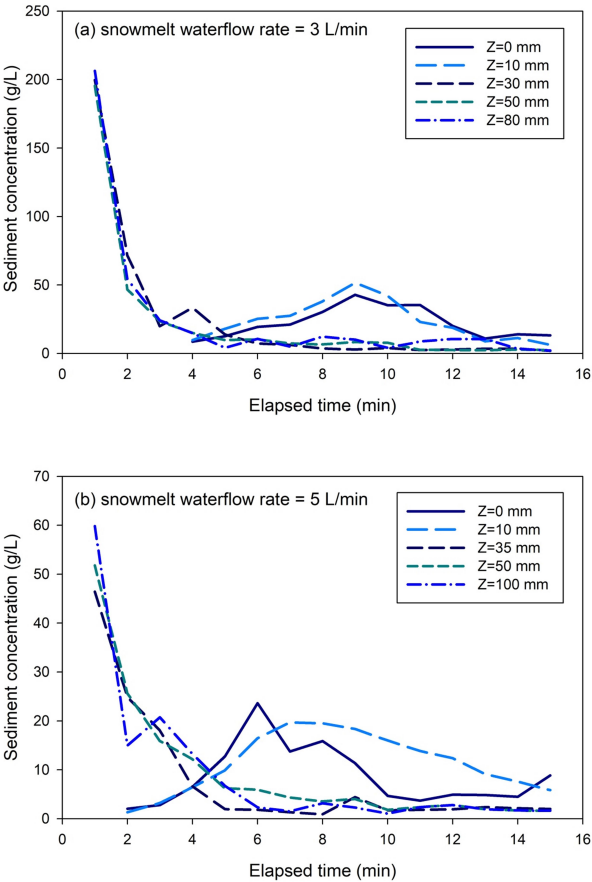 (a) snowmelt waterflow rate = 3 L/min
Z=0 mm
Z=10 mm
Z=30 mm
Z=50 mm
Z=80 mm
Sediment concentration (g/L)
250
200
150
100
50
0
0 2 4 6 8 10 12 14 16
Elapsed time (min)
(b) snowmelt waterflow rate = 5 L/min
Z=0 mm
Z=10 mm
Z=35 mm
Z=50 mm
Z=100 mm
Sediment concentration (g/L)
70
60
50
40
30
20
10
0
0 2 4 6 8 10 12 14 16
Elapsed time (min)